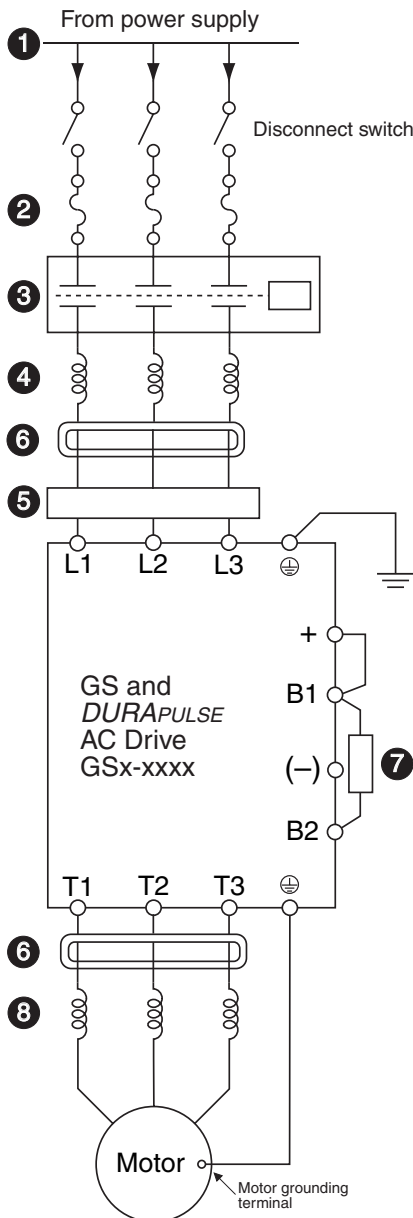 From power supply
1
Disconnect switch
2
3
4
6
5
L1 L2 L3
+
GS and
DURAPULSE
AC Drive
GSx-xxxx
B1
(–)
7
B2
T1 T2 T3
6
8
Motor
Motor grounding
terminal